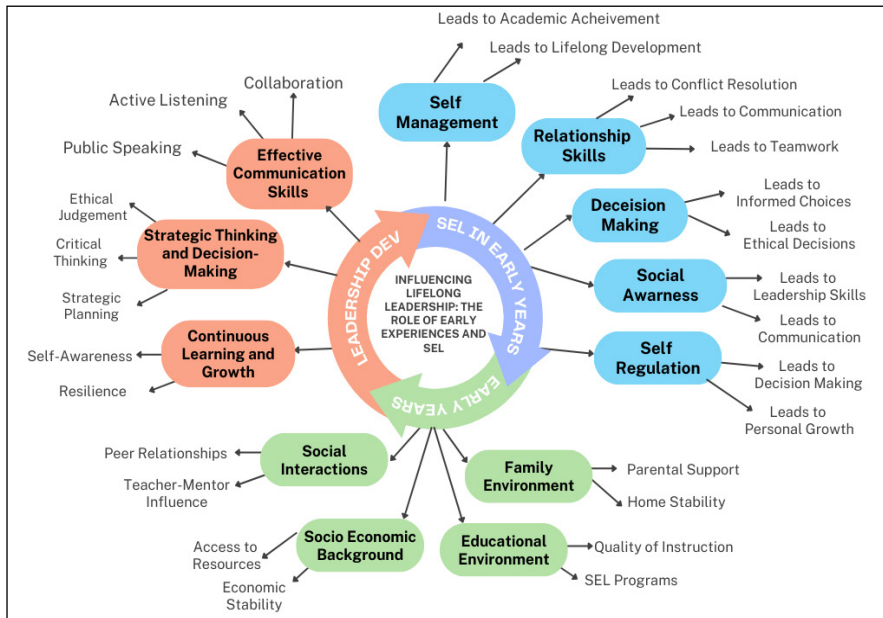 Leads to Academic Acheivement
Leads to Lifelong Development
Self
Management
Leads to Conflict Resolution
Leads to Communication
Leads to Teamwork
Relationship
Skills
Deceision
Making
Leads to
Informed Choices
Leads to
Ethical Decisions
Social
Awarness
Leads to
Leadership Skills
Leads to
Communication
Self
Regulation
Leads to
Decision Making
Leads to
Personal Growth
Collaboration
Active Listening
Public Speaking
Effective
Communication
Skills
Ethical
Judgement
Critical
Thinking
Strategic
Planning
Strategic Thinking
and Decision-
Making
Continuous
Learning and
Growth
Self-Awareness
Resilience
LEADERSHIP DEV
SEL IN EARLY YEARS
EARLY YEARS
INFLUENCING
LIFELONG
LEADERSHIP: THE
ROLE OF EARLY
EXPERIENCES AND
SEL
Social
Interactions
Peer Relationships
Teacher-Mentor
Influence
Socio Economic
Background
Access to
Resources
Economic
Stability
Family
Environment
Parental Support
Home Stability
Educational
Environment
Quality of Instruction
SEL Programs